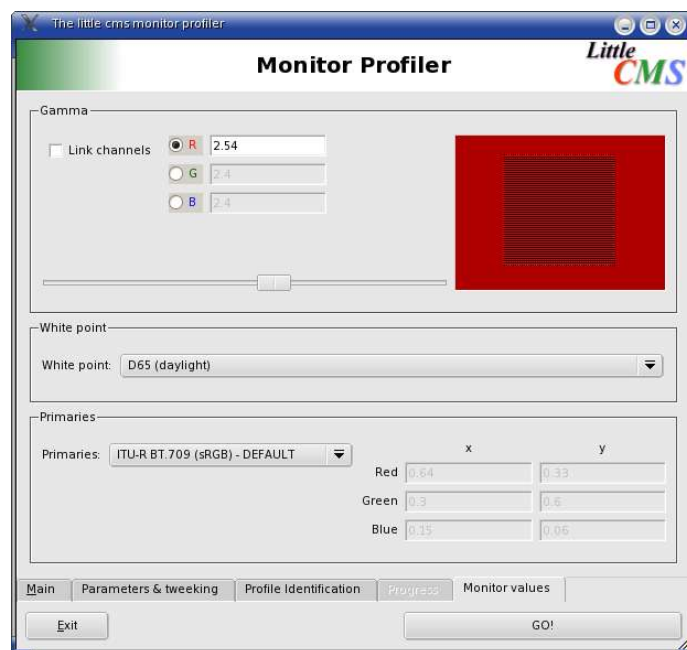 The little cms monitor profiler
Monitor Profiler
Little
CMS
Gamma
Link channels
R 2.54
G 2.4
B 2.4
White point
White point: D65 (daylight)
Primaries
Primaries: ITU-R BT.709 (sRGB) - DEFAULT
x y
Red 0.64 0.33
Green 0.3 0.6
Blue 0.15 0.06
Main Parameters & tweeking Profile Identification Progress Monitor values
Exit GO!